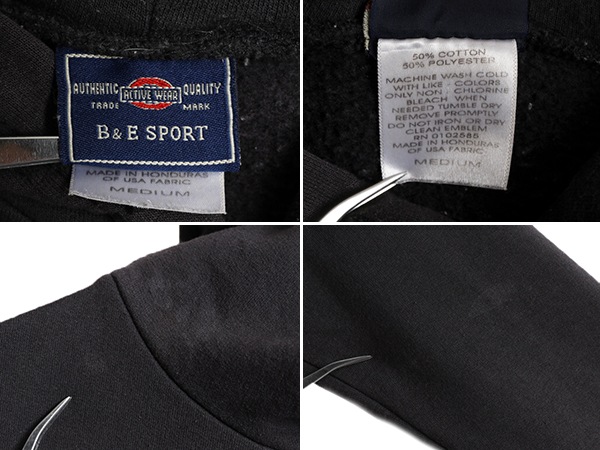 AUTHENTIC ACTIVE WEAR QUALITY
TRADE MARK
B & E SPORT
MADE IN HONDURAS
OF USA FABRIC
MEDIUM
50% COTTON
50% POLYESTER
MACHINE WASH COLD
WITH LIKE - COLORS
ONLY NON - CHLORINE
BLEACH WHEN
NEEDED TUMBLE DRY
REMOVE PROMPTLY
DO NOT IRON OR DRY
CLEAN EMBLEM
RN 0102585
MADE IN HONDURAS
OF USA FABRIC
MEDIUM